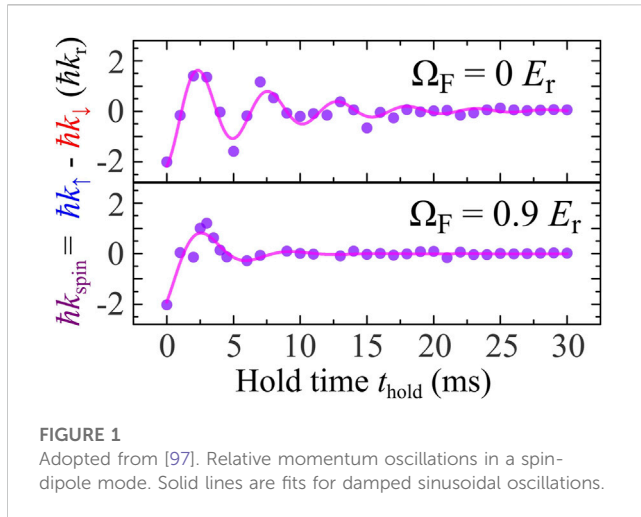 ħk_spin = ħk_↑ - ħk_↓ (ħk_r)
2
0
-2
Ω_F = 0 E_r
2
0
-2
Ω_F = 0.9 E_r
0 5 10 15 20 25 30
Hold time t_hold (ms)
FIGURE 1
Adopted from [97]. Relative momentum oscillations in a spin-
dipole mode. Solid lines are fits for damped sinusoidal oscillations.